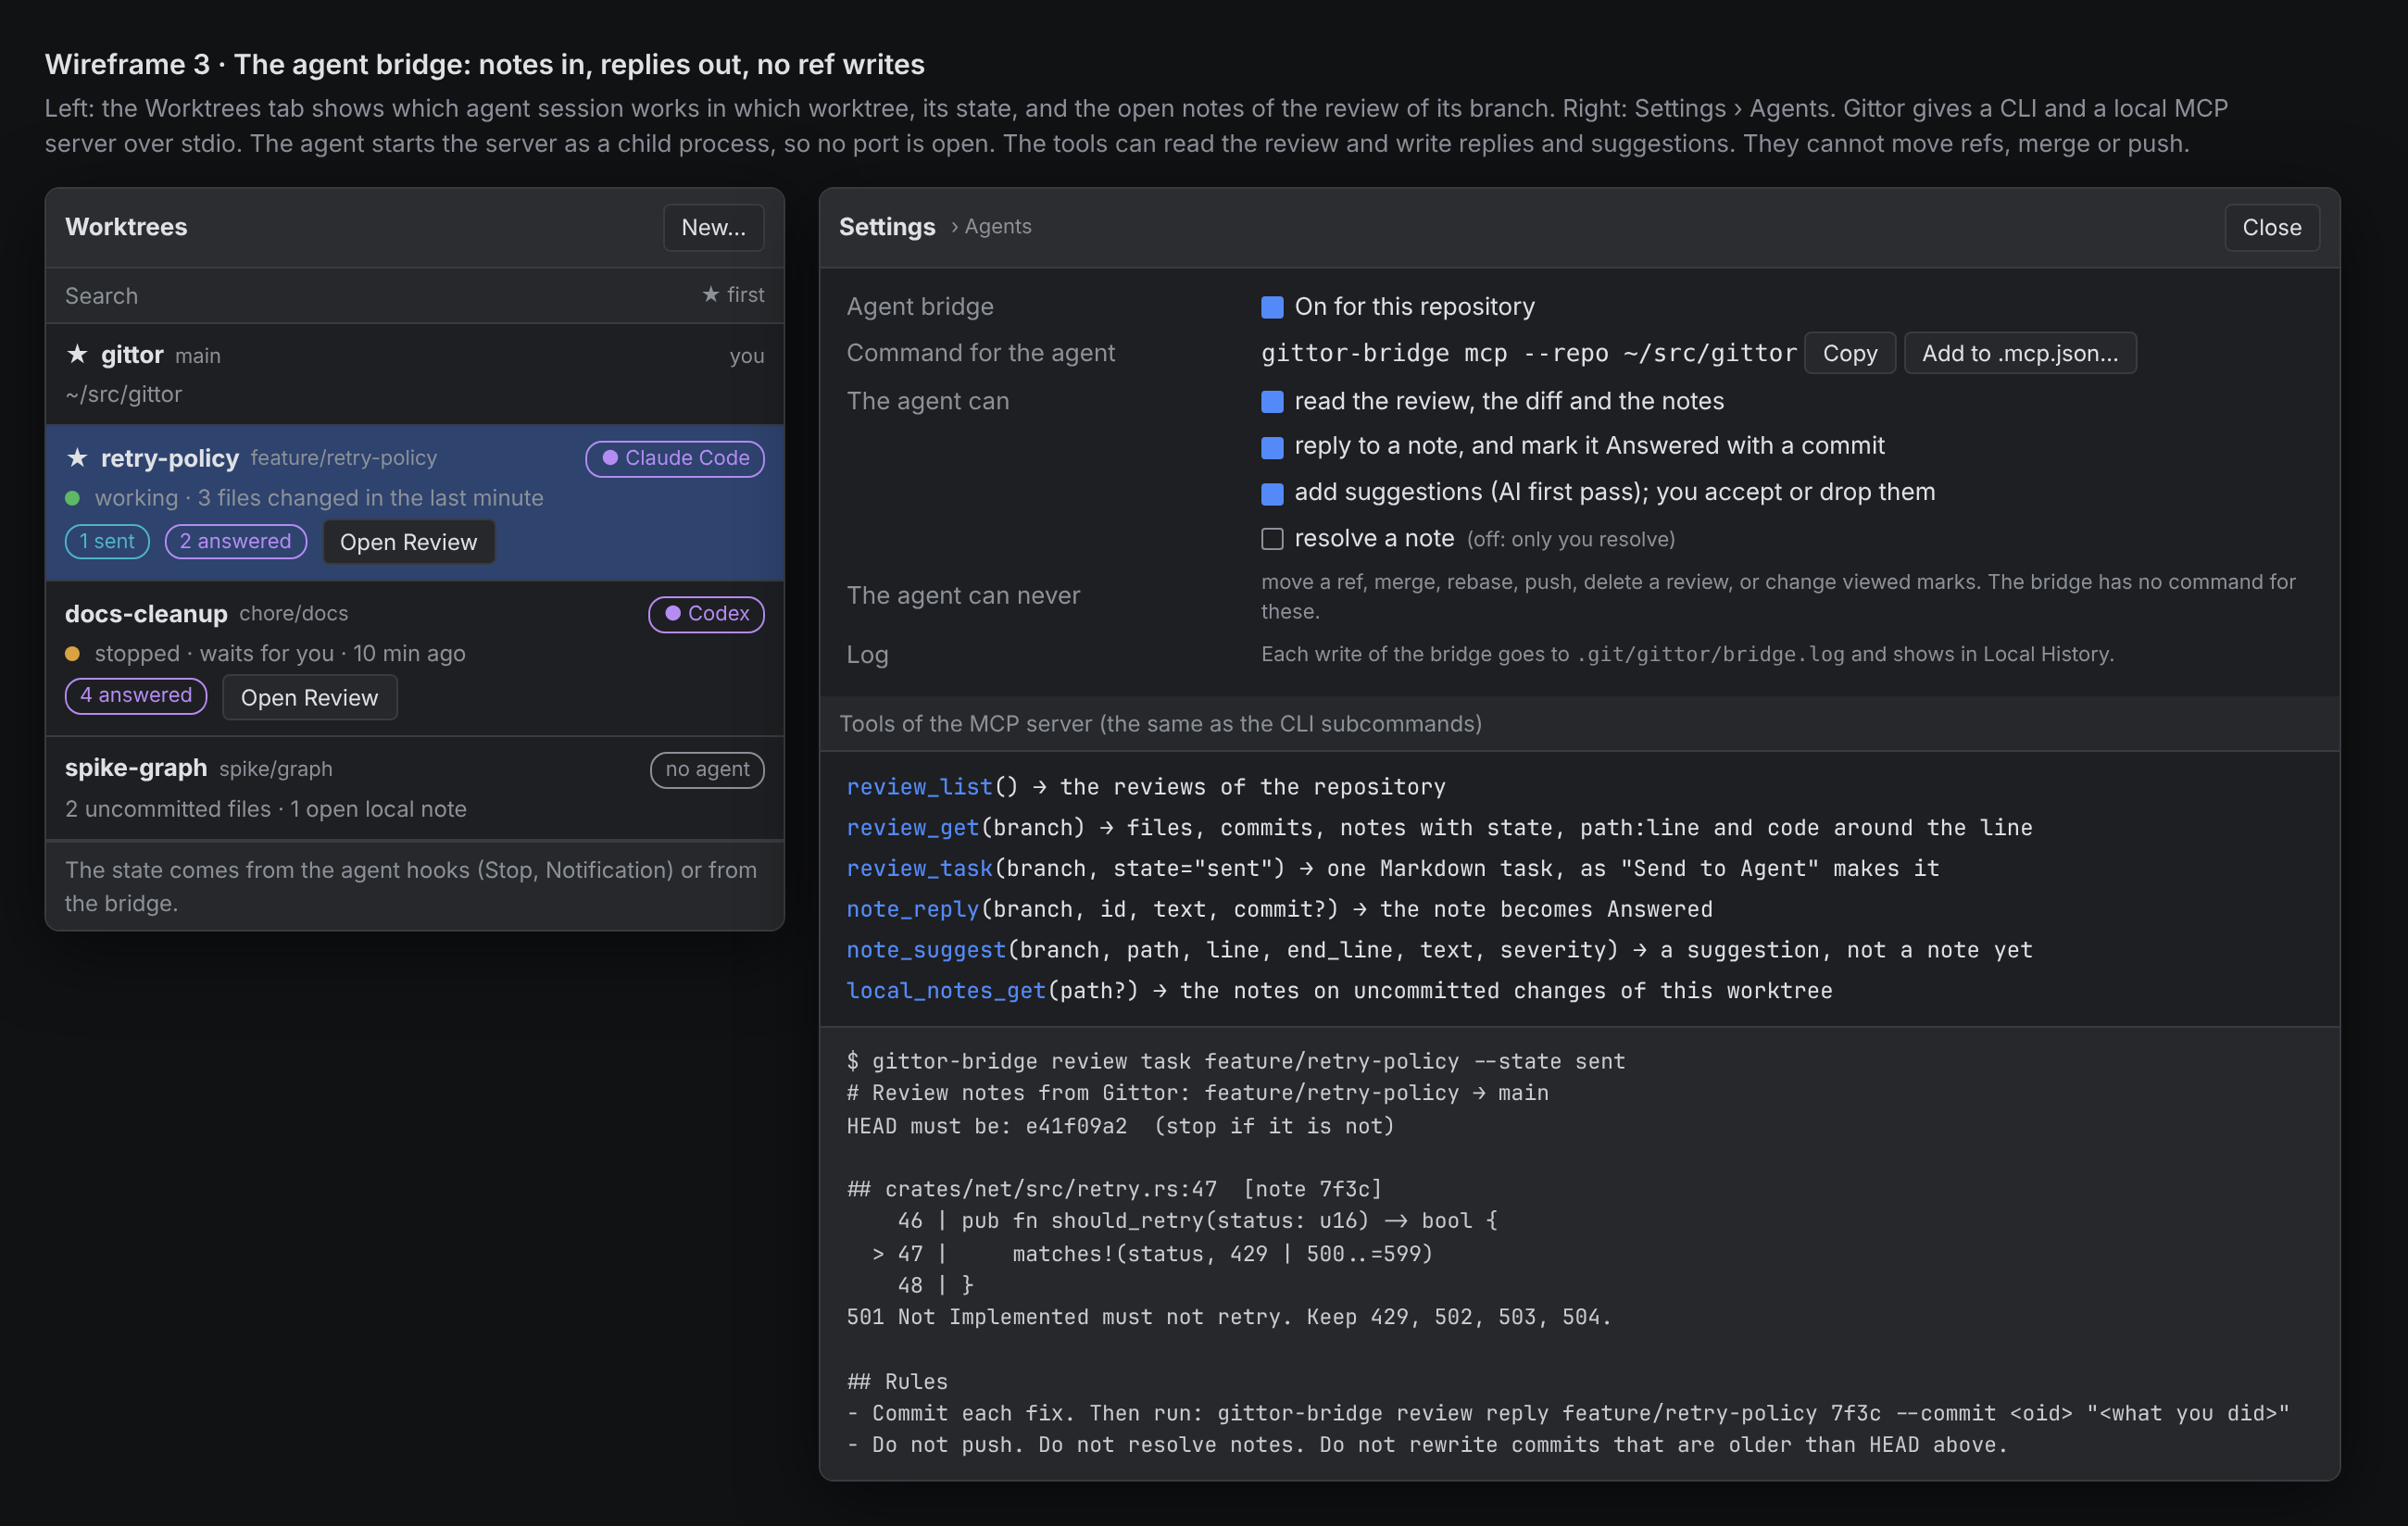 Wireframe 3 · The agent bridge: notes in, replies out, no ref writes
Left: the Worktrees tab shows which agent session works in which worktree, its state, and the open notes of the review of its branch. Right: Settings › Agents. Gittor gives a CLI and a local MCP
server over stdio. The agent starts the server as a child process, so no port is open. The tools can read the review and write replies and suggestions. They cannot move refs, merge or push.
Worktrees New...
Search ★ first
★ gittor main you
~/src/gittor
★ retry-policy feature/retry-policy ● Claude Code
● working · 3 files changed in the last minute
1 sent 2 answered Open Review
docs-cleanup chore/docs ● Codex
● stopped · waits for you · 10 min ago
4 answered Open Review
spike-graph spike/graph no agent
2 uncommitted files · 1 open local note
The state comes from the agent hooks (Stop, Notification) or from
the bridge.
Settings › Agents Close
Agent bridge On for this repository
Command for the agent gittor-bridge mcp --repo ~/src/gittor Copy Add to .mcp.json...
The agent can read the review, the diff and the notes
reply to a note, and mark it Answered with a commit
add suggestions (AI first pass); you accept or drop them
resolve a note (off: only you resolve)
The agent can never move a ref, merge, rebase, push, delete a review, or change viewed marks. The bridge has no command for
these.
Log Each write of the bridge goes to .git/gittor/bridge.log and shows in Local History.
Tools of the MCP server (the same as the CLI subcommands)
review_list() → the reviews of the repository
review_get(branch) → files, commits, notes with state, path:line and code around the line
review_task(branch, state="sent") → one Markdown task, as "Send to Agent" makes it
note_reply(branch, id, text, commit?) → the note becomes Answered
note_suggest(branch, path, line, end_line, text, severity) → a suggestion, not a note yet
local_notes_get(path?) → the notes on uncommitted changes of this worktree
$ gittor-bridge review task feature/retry-policy --state sent
# Review notes from Gittor: feature/retry-policy → main
HEAD must be: e41f09a2 (stop if it is not)
## crates/net/src/retry.rs:47 [note 7f3c]
46 | pub fn should_retry(status: u16) -> bool {
> 47 | matches!(status, 429 | 500..=599)
48 | }
501 Not Implemented must not retry. Keep 429, 502, 503, 504.
## Rules
- Commit each fix. Then run: gittor-bridge review reply feature/retry-policy 7f3c --commit <oid> "<what you did>"
- Do not push. Do not resolve notes. Do not rewrite commits that are older than HEAD above.